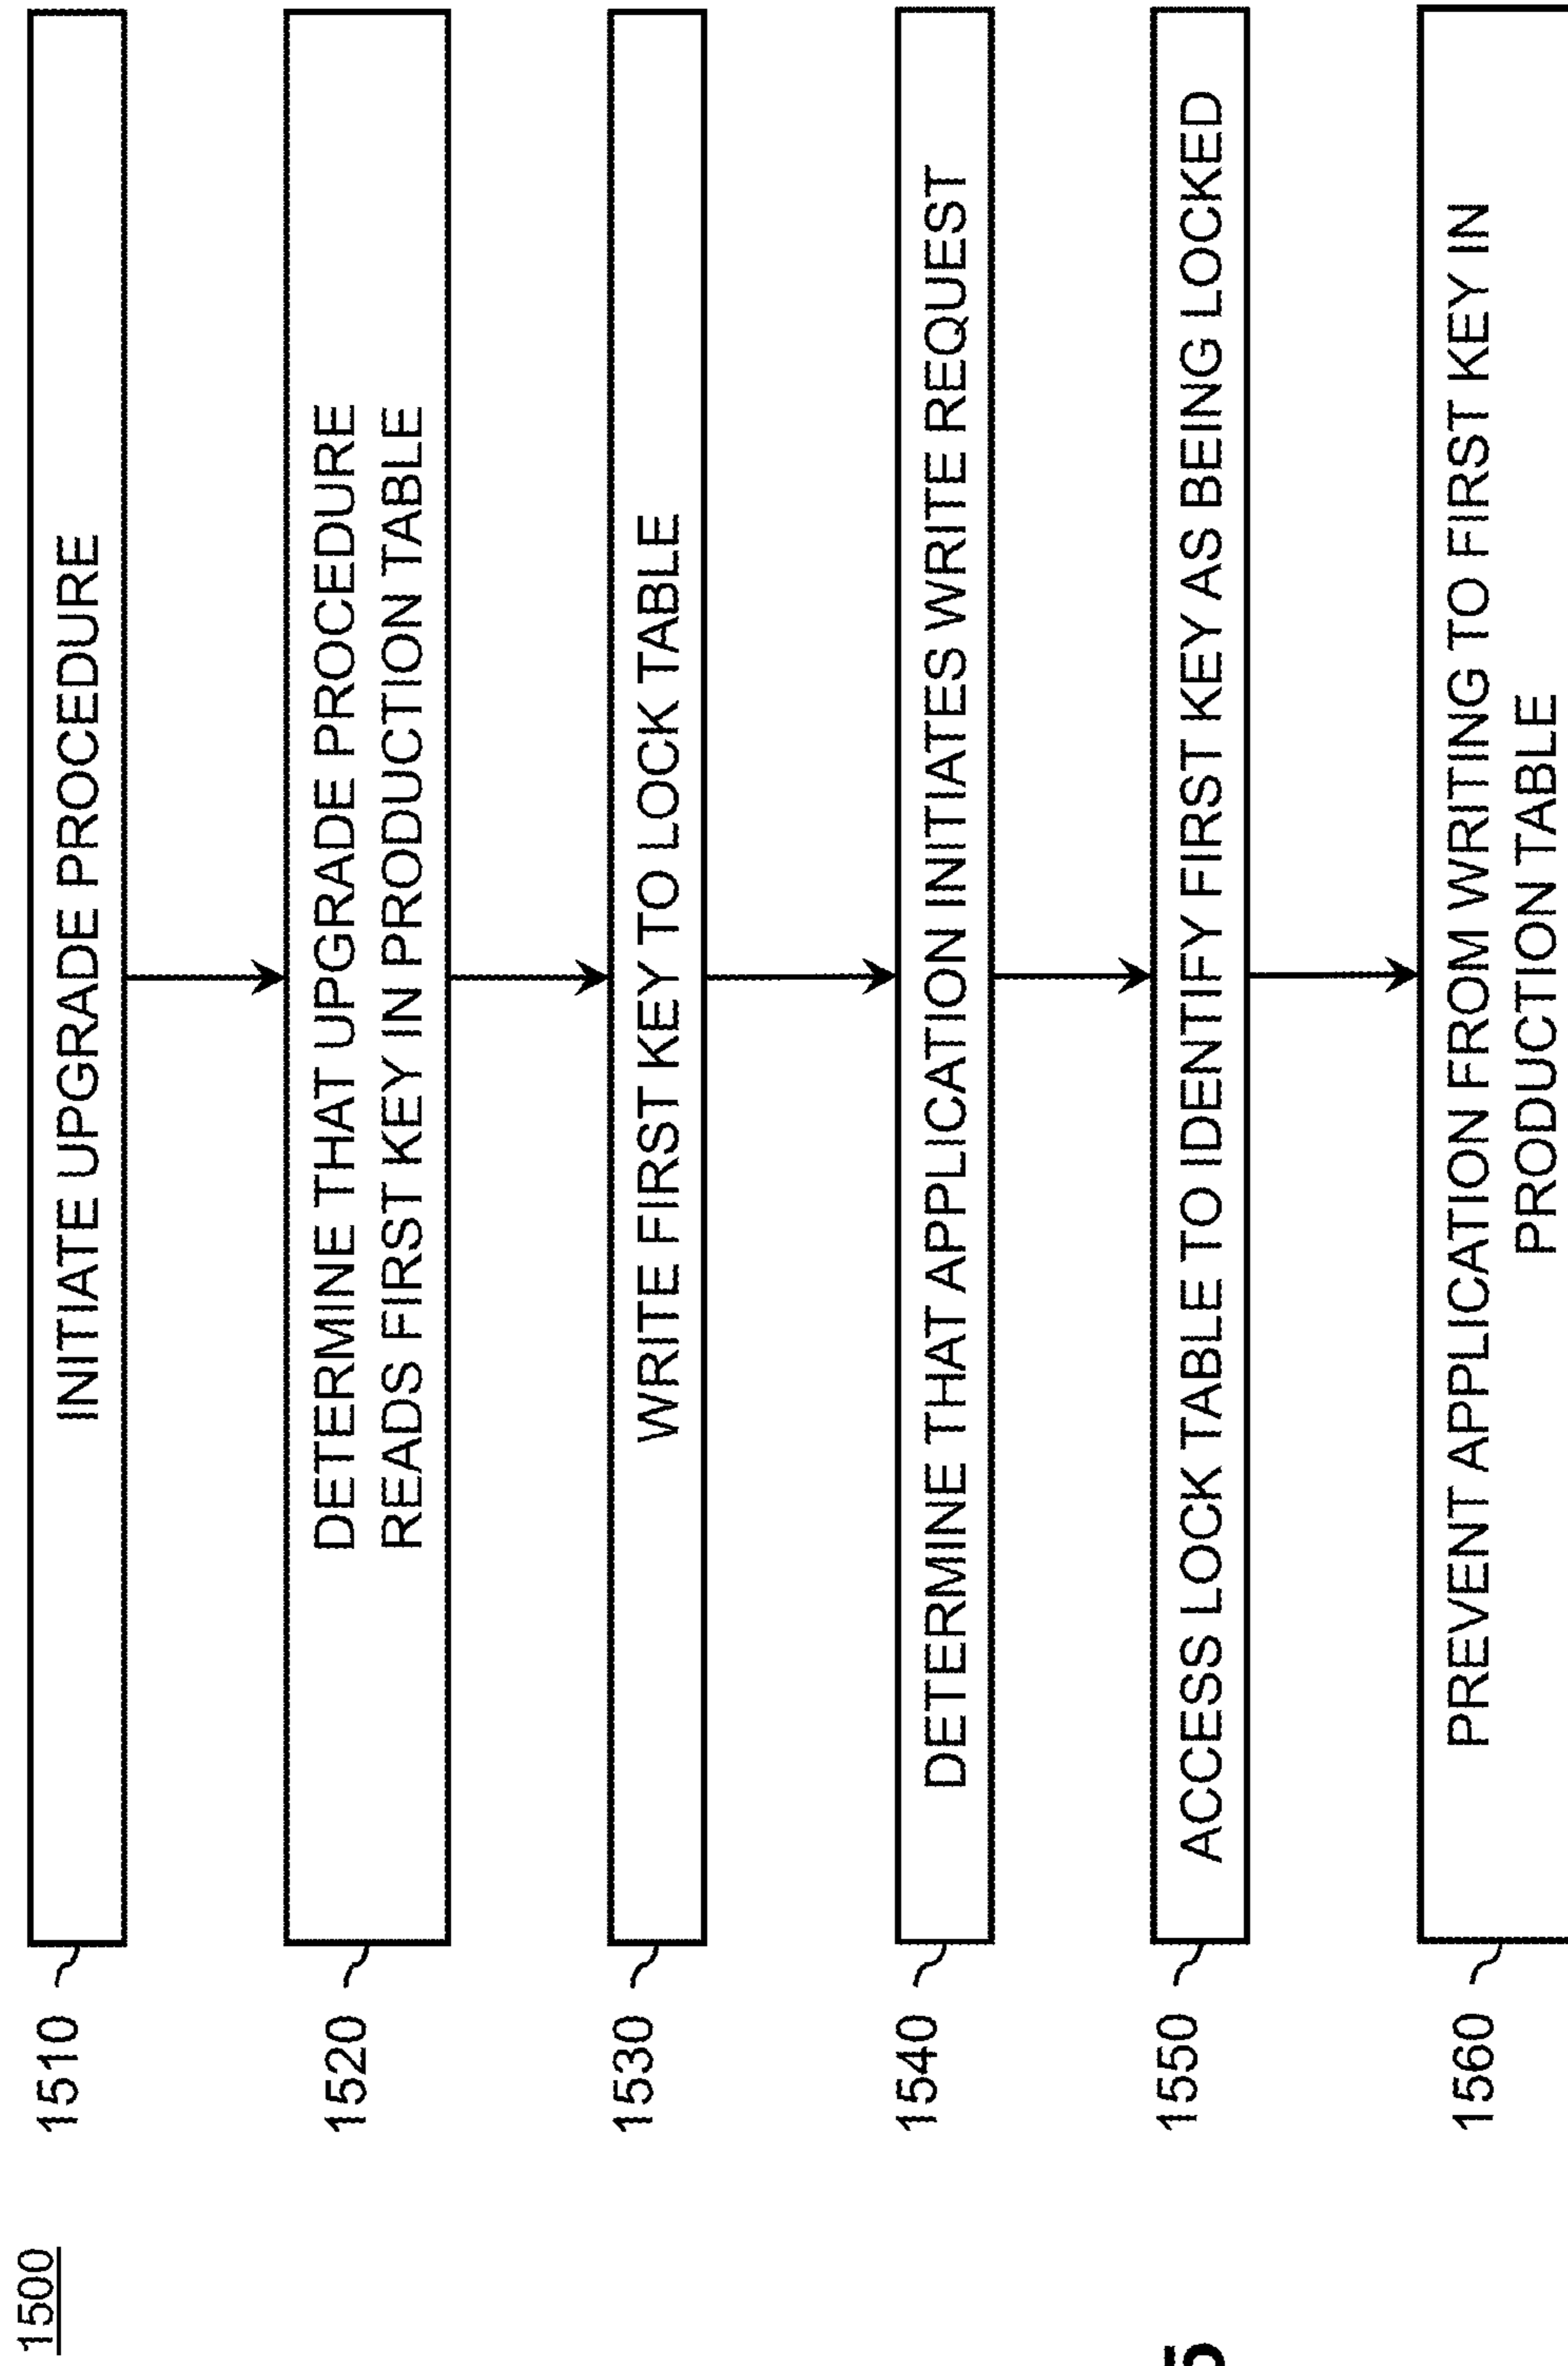 1500
1510
INITIATE UPGRADE PROCEDURE
1520
DETERMINE THAT UPGRADE PROCEDURE
READS FIRST KEY IN PRODUCTION TABLE
1530
WRITE FIRST KEY TO LOCK TABLE
1540
DETERMINE THAT APPLICATION INITIATES WRITE REQUEST
1550
ACCESS LOCK TABLE TO IDENTIFY FIRST KEY AS BEING LOCKED
1560
PREVENT APPLICATION FROM WRITING TO FIRST KEY IN
PRODUCTION TABLE
5